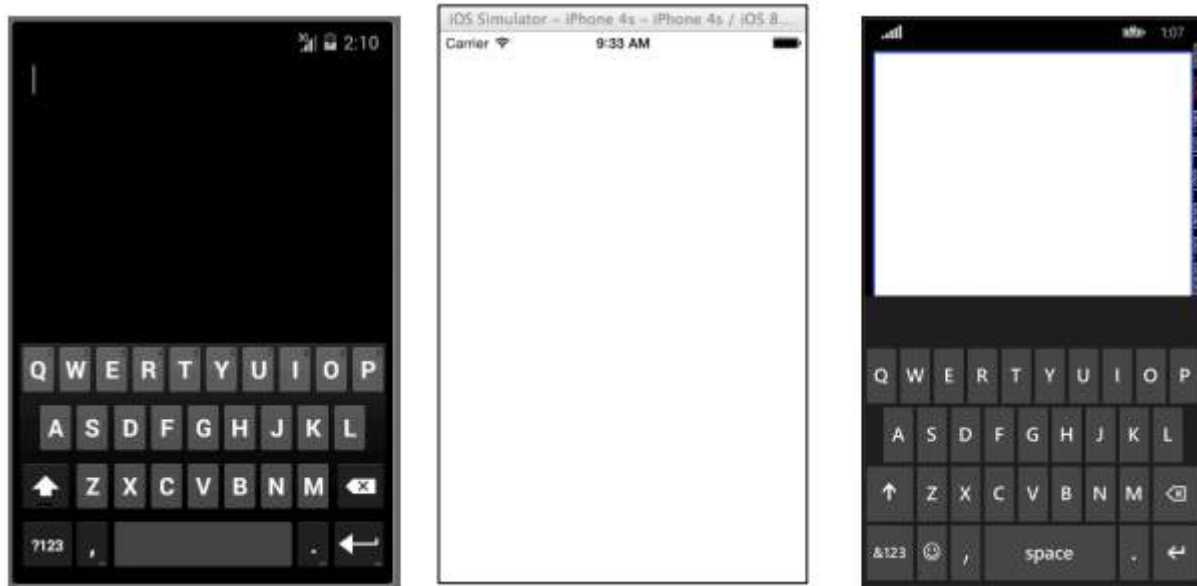 2:10
Q W E R T Y U I O P
A S D F G H J K L
Z X C V B N M
?123 , .
iOS Simulator – iPhone 4s – iPhone 4s / iOS 8...
Carrier 9:33 AM
1:07
Q W E R T Y U I O P
A S D F G H J K L
Z X C V B N M
&123 , space .